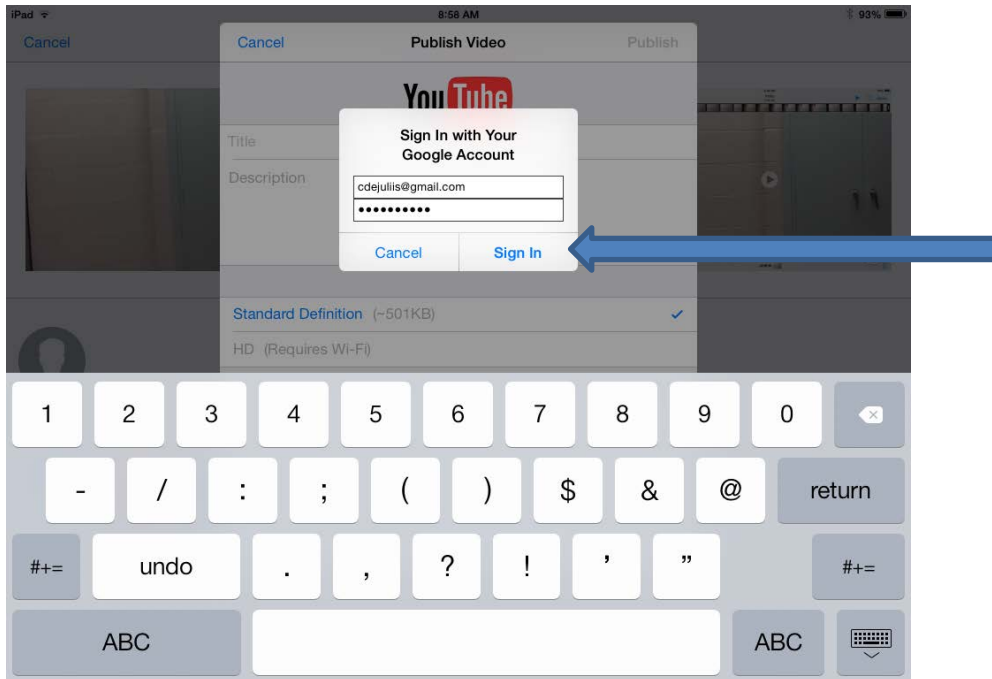 iPad 8:58 AM 93%
Cancel Cancel Publish Video Publish
YouTube
Title
Description
Sign In with Your
Google Account
cdejuliis@gmail.com
••••••••••
Cancel Sign In
Standard Definition (~501KB)
HD (Requires Wi-Fi)
1 2 3 4 5 6 7 8 9 0
- / : ; ( ) $ & @ return
#+= undo . , ? ! ’ ” #+=
ABC ABC